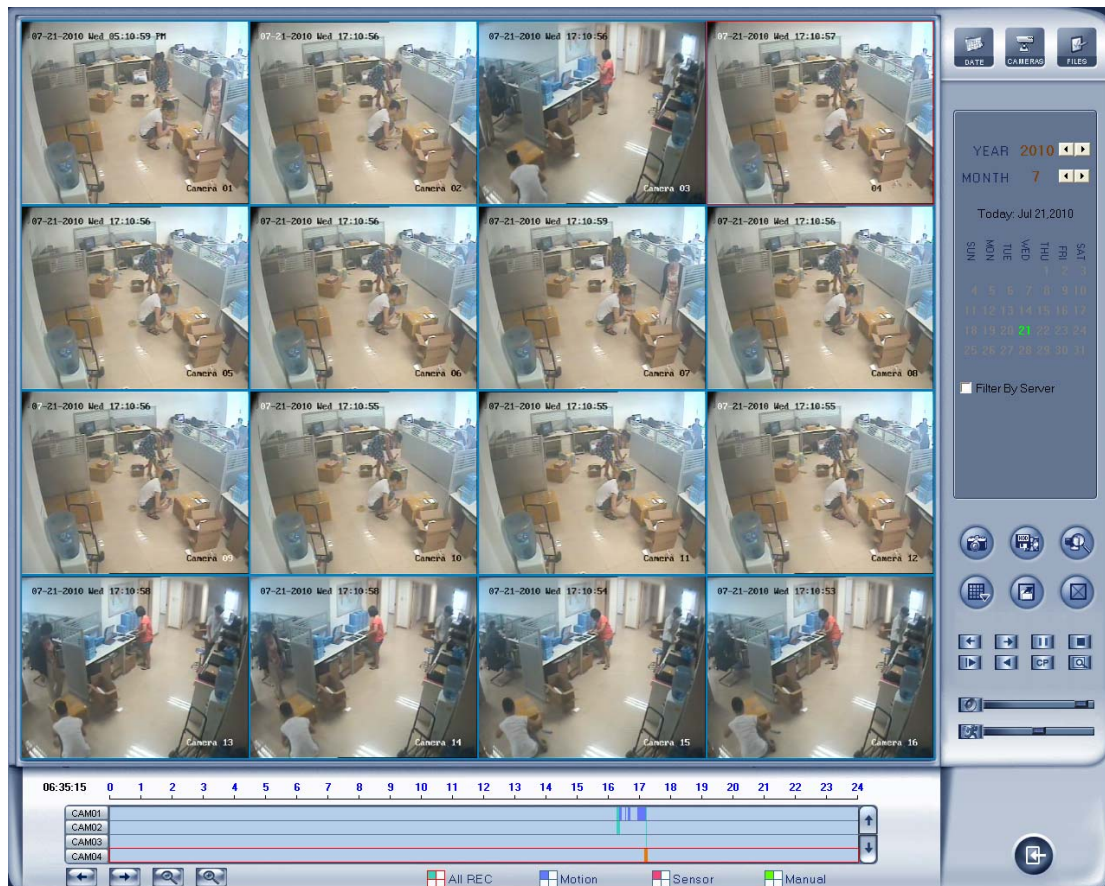 07-21-2010 Wed 05:10:59 PM
Camera 01
07-21-2010 Wed 17:10:56
Camera 02
07-21-2010 Wed 17:10:56
Camera 03
07-21-2010 Wed 17:10:57
04
07-21-2010 Wed 17:10:56
Camera 05
07-21-2010 Wed 17:10:56
Camera 06
07-21-2010 Wed 17:10:59
Camera 07
07-21-2010 Wed 17:10:56
Camera 08
07-21-2010 Wed 17:10:56
Camera 09
07-21-2010 Wed 17:10:55
Camera 10
07-21-2010 Wed 17:10:55
Camera 11
07-21-2010 Wed 17:10:55
Camera 12
07-21-2010 Wed 17:10:58
Camera 13
07-21-2010 Wed 17:10:58
Camera 14
07-21-2010 Wed 17:10:54
Camera 15
07-21-2010 Wed 17:10:53
Camera 16
DATE CAMERAS FILES
YEAR 2010
MONTH 7
Today: Jul 21,2010
SUN MON TUE WED THU FRI SAT
1 2 3
4 5 6 7 8 9 10
11 12 13 14 15 16 17
18 19 20 21 22 23 24
25 26 27 28 29 30 31
Filter By Server
HDD
CP
06:35:15 0 1 2 3 4 5 6 7 8 9 10 11 12 13 14 15 16 17 18 19 20 21 22 23 24
CAM01
CAM02
CAM03
CAM04
All REC Motion Sensor Manual